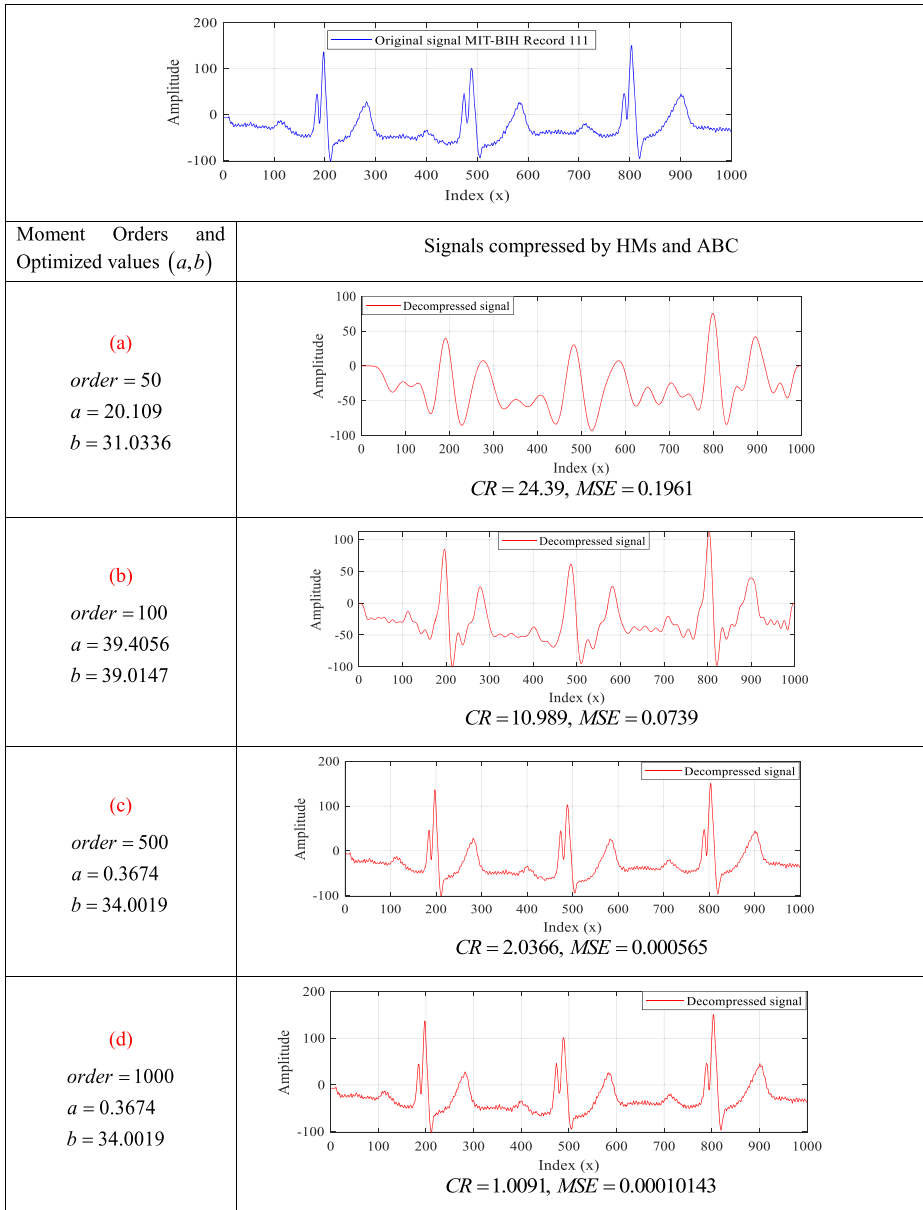 200
Original signal MIT-BIH Record 111
100
0
-100
Amplitude
0 100 200 300 400 500 600 700 800 900 1000
Index (x)
Moment Orders and
Optimized values (a,b)
Signals compressed by HMs and ABC
(a)
order = 50
a = 20.109
b = 31.0336
100
Decompressed signal
50
0
-50
-100
Amplitude
0 100 200 300 400 500 600 700 800 900 1000
Index (x)
CR = 24.39, MSE = 0.1961
(b)
order = 100
a = 39.4056
b = 39.0147
Decompressed signal
100
50
0
-50
-100
Amplitude
0 100 200 300 400 500 600 700 800 900 1000
Index (x)
CR = 10.989, MSE = 0.0739
(c)
order = 500
a = 0.3674
b = 34.0019
200
Decompressed signal
100
0
-100
Amplitude
0 100 200 300 400 500 600 700 800 900 1000
Index (x)
CR = 2.0366, MSE = 0.000565
(d)
order = 1000
a = 0.3674
b = 34.0019
200
Decompressed signal
100
0
-100
Amplitude
0 100 200 300 400 500 600 700 800 900 1000
Index (x)
CR = 1.0091, MSE = 0.00010143